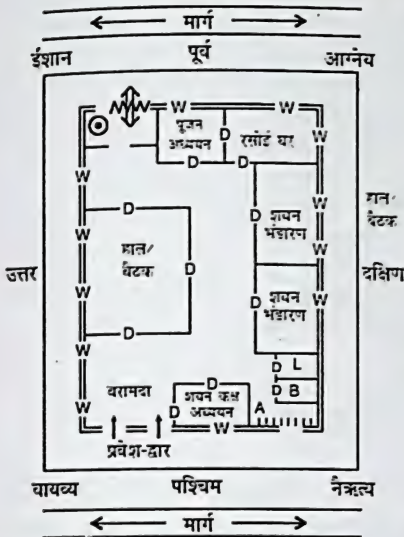 मार्ग
ईशान पूर्व आग्नेय
W W
पूजन
अध्ययन
D
रसोई घर
W W
D D
D D
शयन
भंडारण
हाल/
बैठक
W
हाल/
बैठक
D
W
उत्तर
W W
दक्षिण
D
शयन
भंडारण
W
D
W
D L
D B
वरामदा
D
शयन कक्ष
अध्ययन
D
A
W
प्रवेश-द्वार
वायव्य पश्चिम नैऋत्य
मार्ग